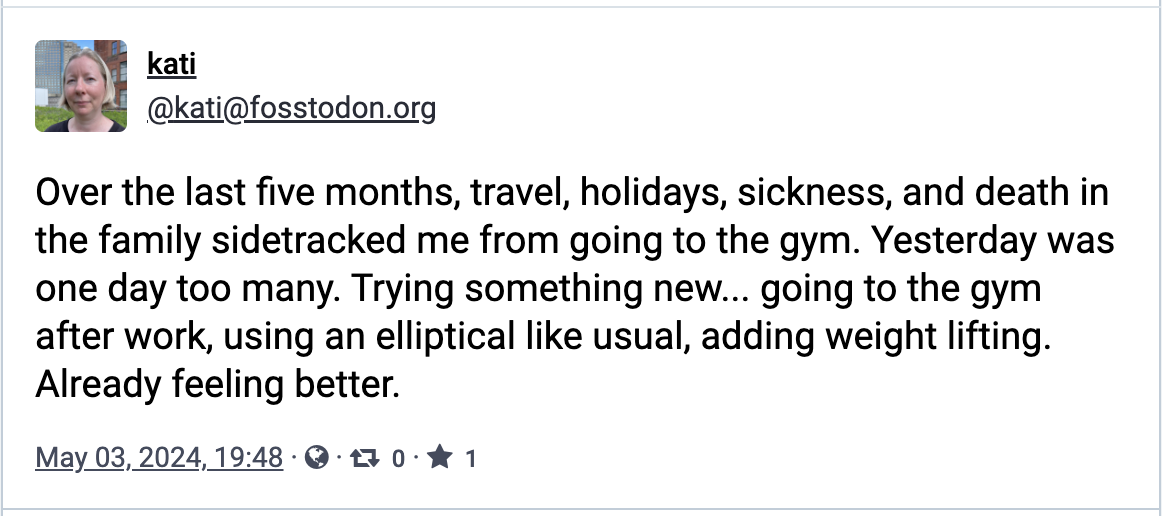 kati
@kati@fosstodon.org
Over the last five months, travel, holidays, sickness, and death in
the family sidetracked me from going to the gym. Yesterday was
one day too many. Trying something new... going to the gym
after work, using an elliptical like usual, adding weight lifting.
Already feeling better.
May 03, 2024, 19:48 · · 0 · 1